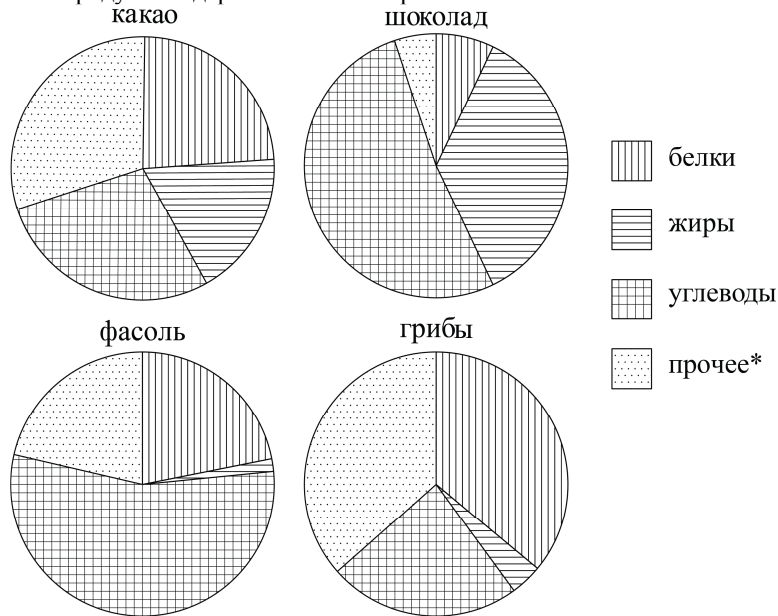 какао
шоколад
белки
жиры
углеводы
прочее*
фасоль
грибы